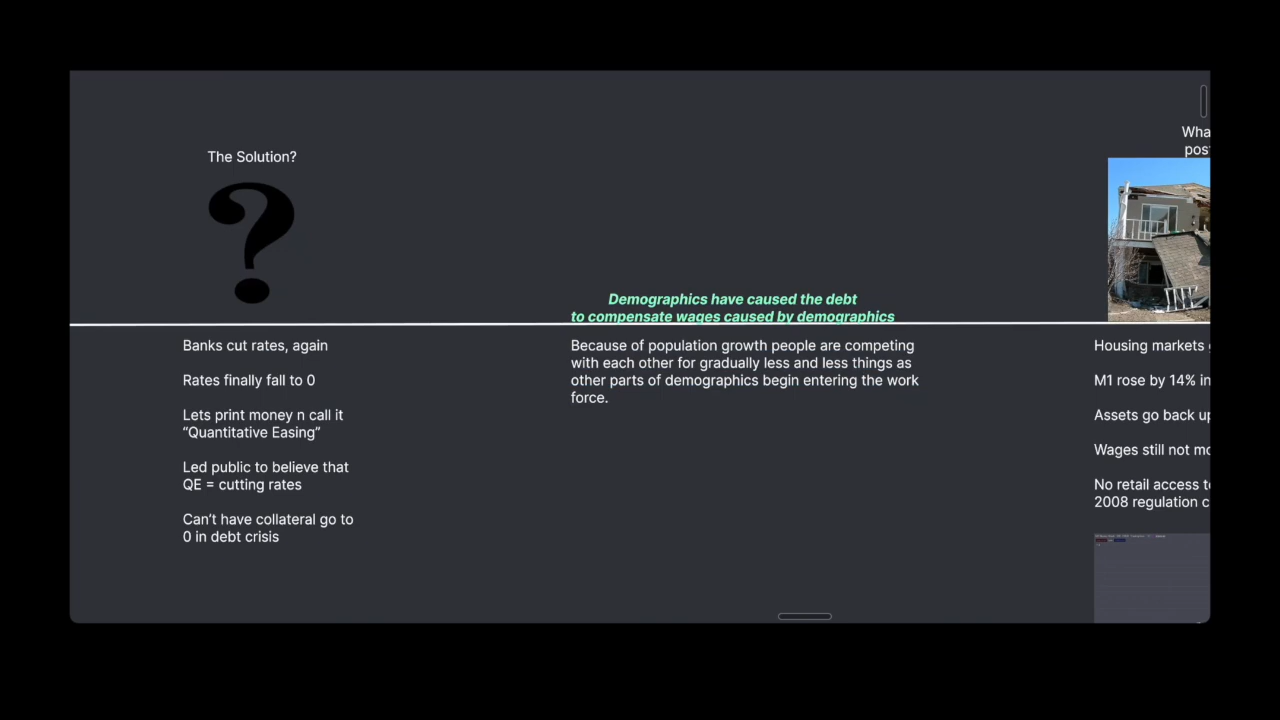 The Solution?
?
Banks cut rates, again
Rates finally fall to 0
Lets print money n call it
“Quantitative Easing”
Led public to believe that
QE = cutting rates
Can’t have collateral go to
0 in debt crisis
Demographics have caused the debt
to compensate wages caused by demographics
Because of population growth people are competing
with each other for gradually less and less things as
other parts of demographics begin entering the work
force.
Housing markets
M1 rose by 14% in
Assets go back up
Wages still not
No retail access
2008 regulation